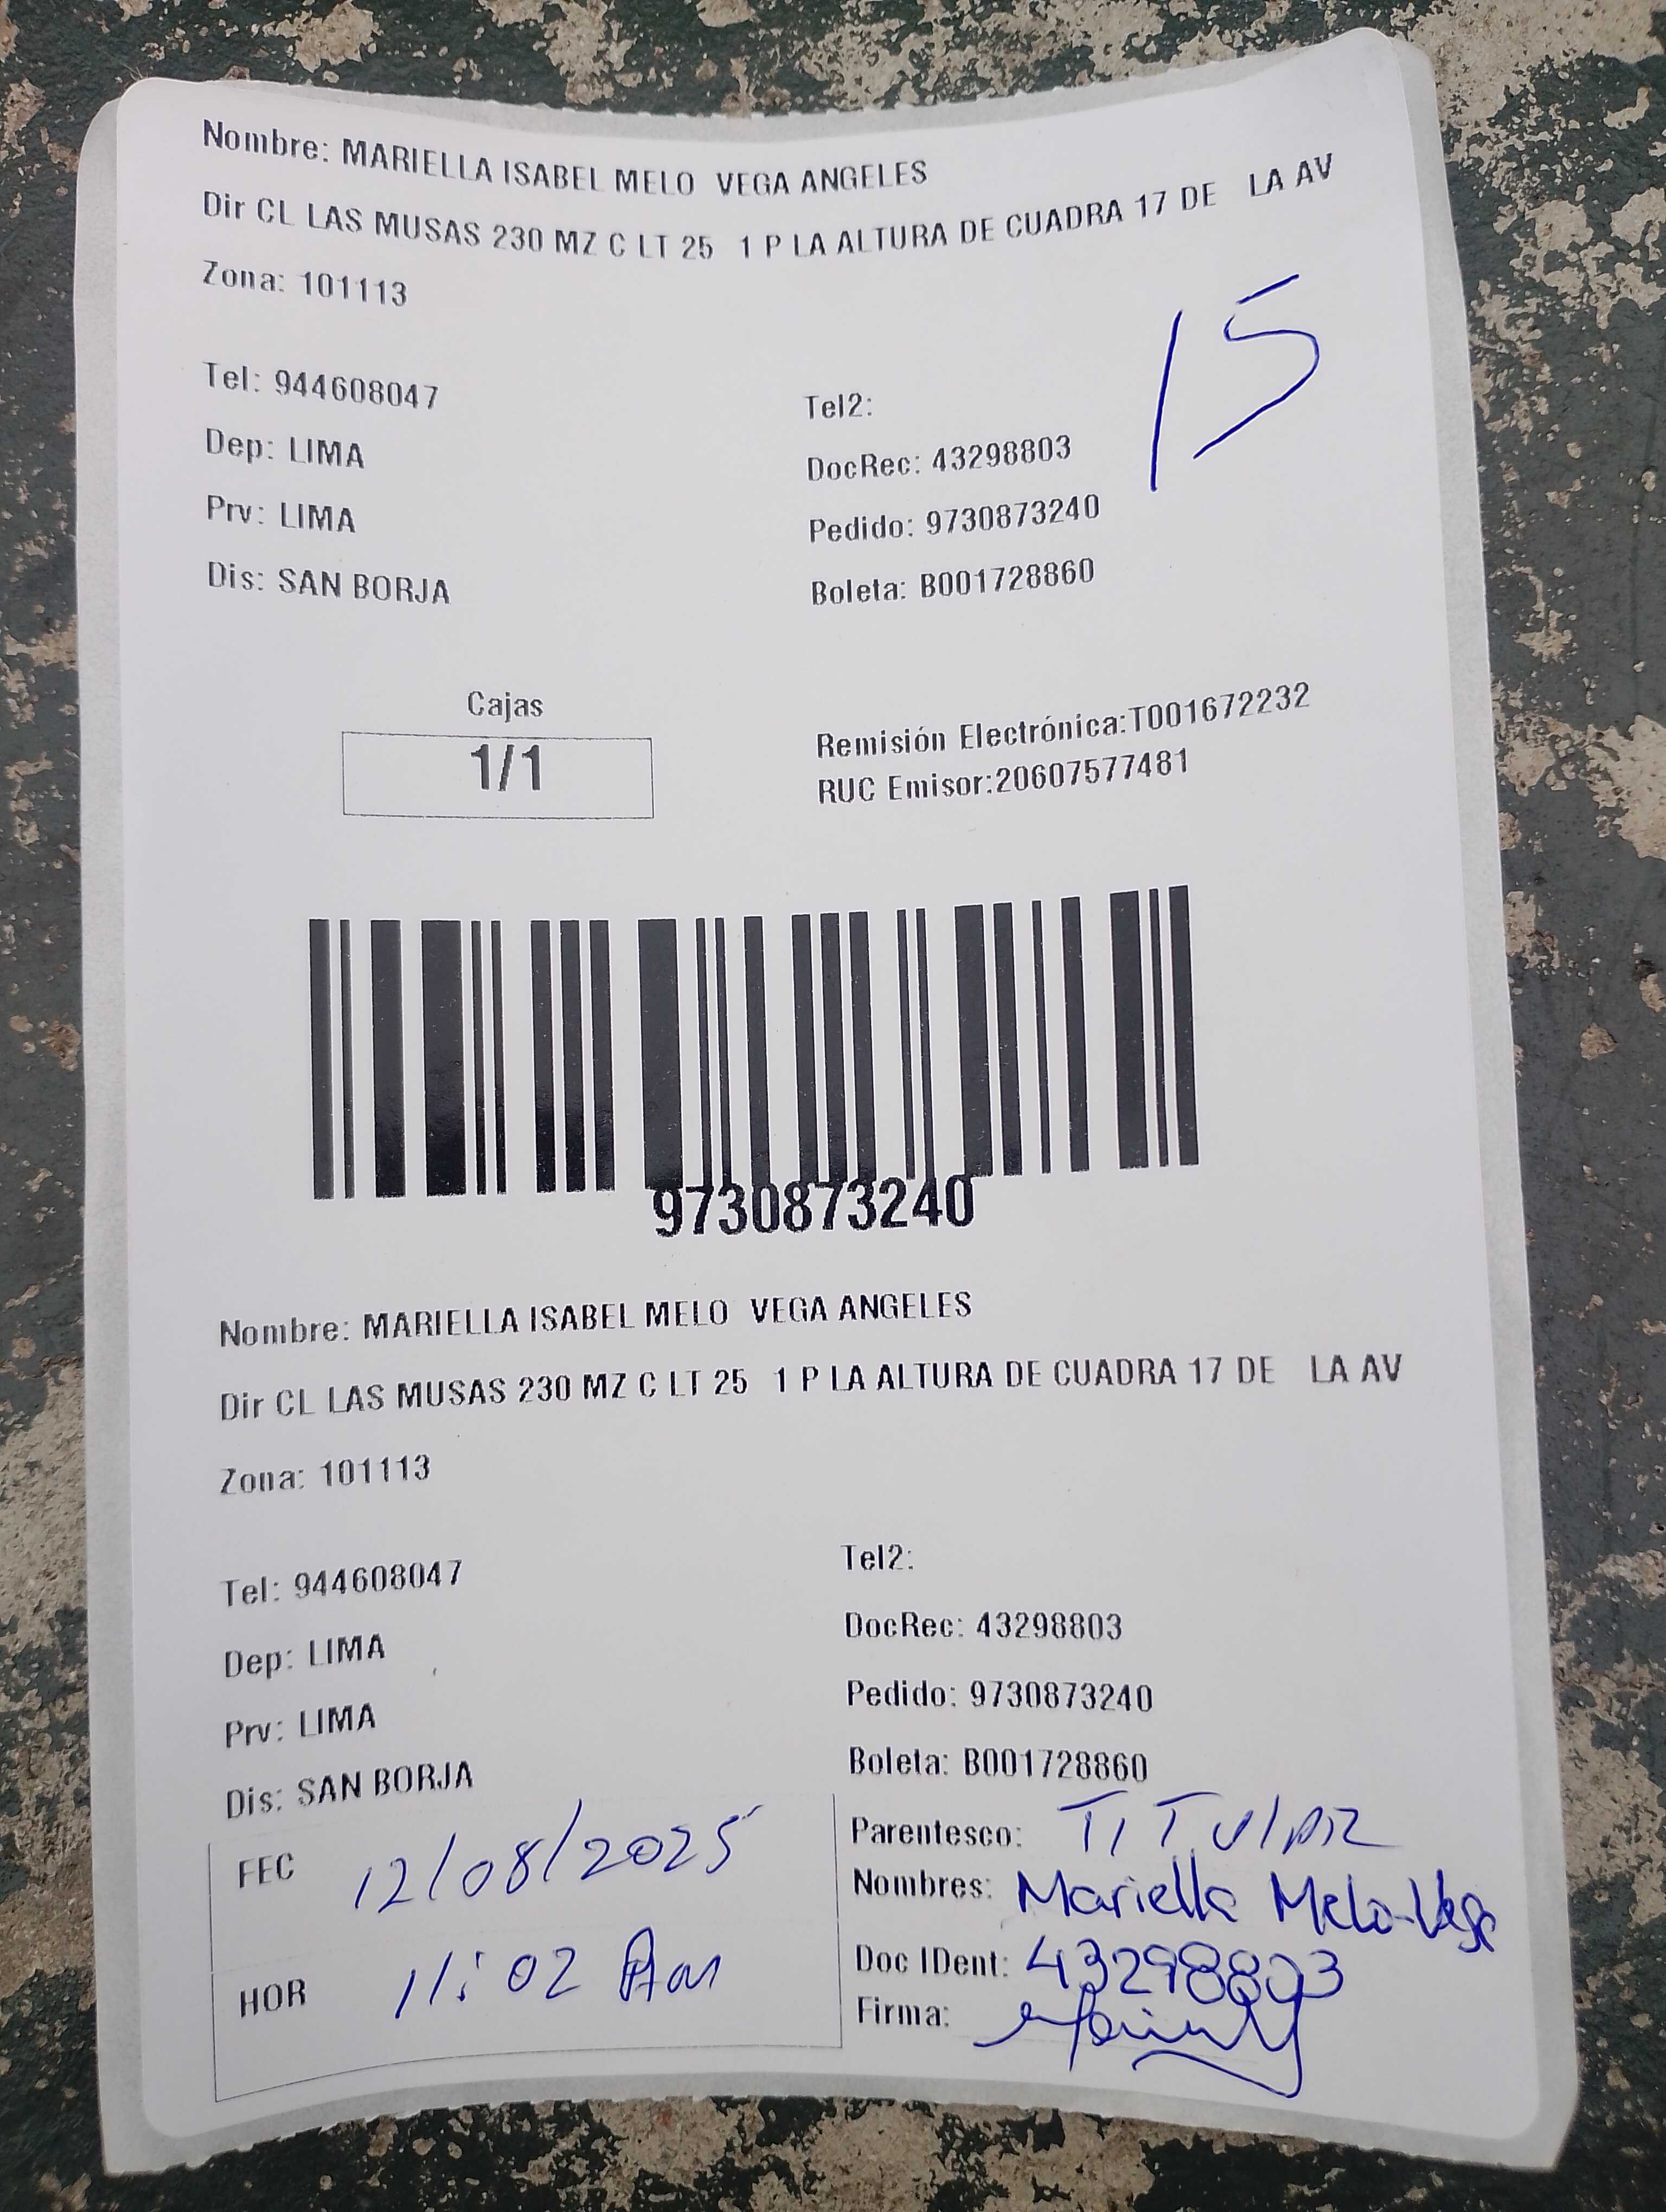 Nombre: MARIELLA ISABEL MELO VEGA ANGELES
Dir CL LAS MUSAS 230 MZ C LT 25 1 P LA ALTURA DE CUADRA 17 DE LA AV
Zona: 101113
15
Tel: 944608047
Tel2:
Dep: LIMA
DocRec: 43298803
Prv: LIMA
Pedido: 9730873240
Dis: SAN BORJA
Boleta: B001728860
Cajas
1/1
Remisión Electrónica:T001672232
RUC Emisor:20607577481
9730873240
Nombre: MARIELLA ISABEL MELO VEGA ANGELES
Dir CL LAS MUSAS 230 MZ C LT 25 1 P LA ALTURA DE CUADRA 17 DE LA AV
Zona: 101113
Tel: 944608047
Tel2:
Dep: LIMA
DocRec: 43298803
Prv: LIMA
Pedido: 9730873240
Dis: SAN BORJA
Boleta: B001728860
FEC 12/08/2025
Parentesco: TITULAR
Nombres: Mariella Melo-Vega
HOR 11:02 Am
Doc IDent: 43298803
Firma: